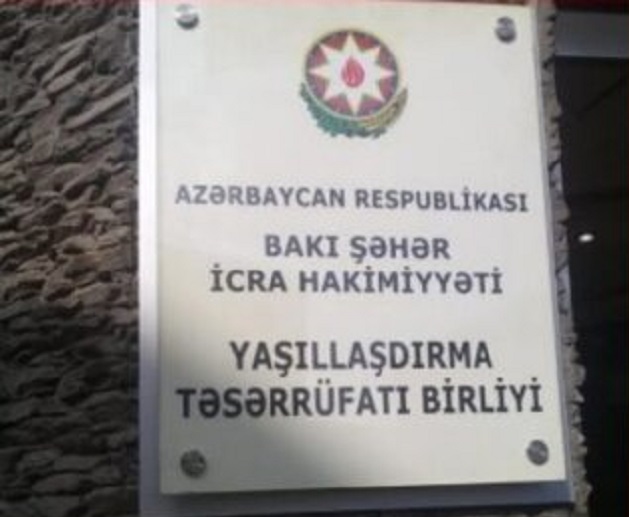 AZƏRBAYCAN RESPUBLİKASI
BAKI ŞƏHƏR
İCRA HAKİMİYYƏTİ
YAŞILLAŞDIRMA
TƏSƏRRÜFATI BİRLİYİ